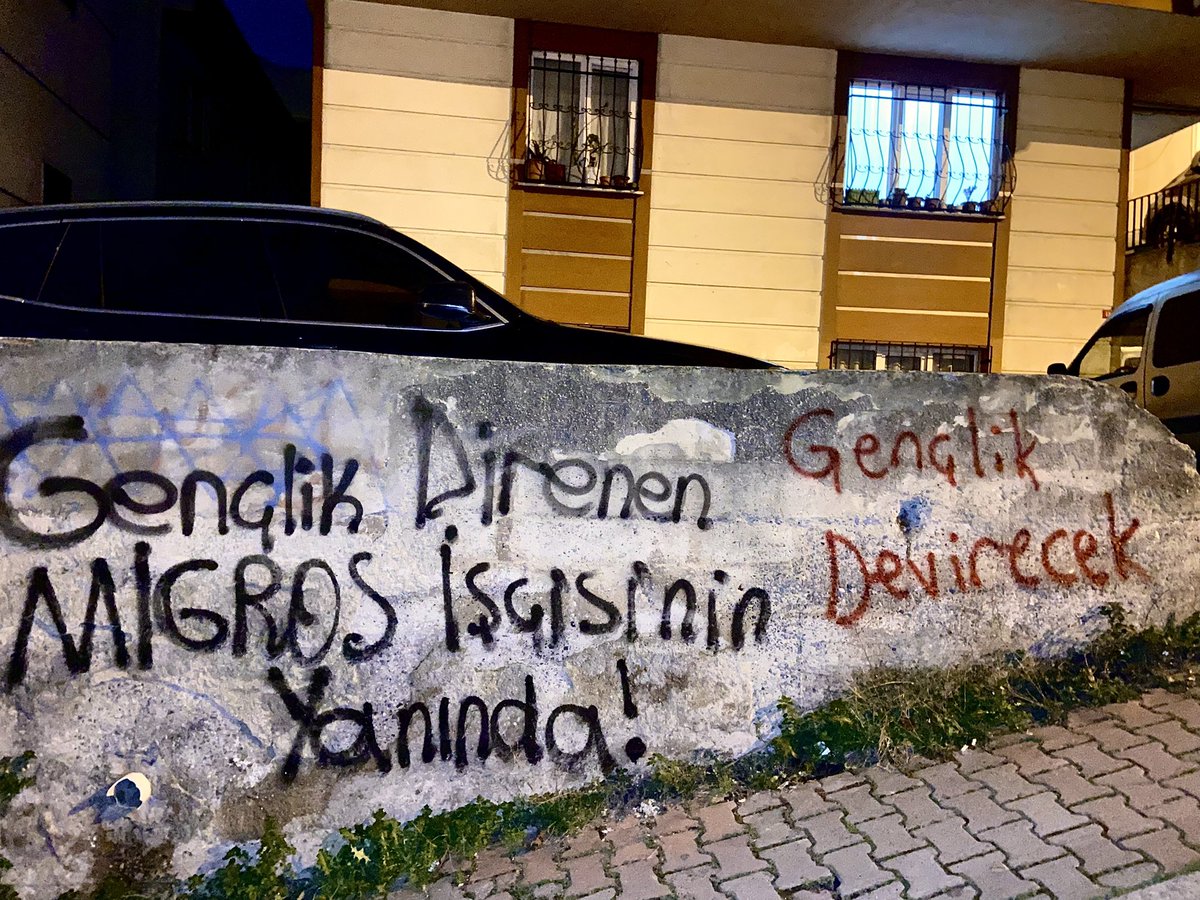 Gençlik Direnen
MIGROS İşçisinin
Yanında!
Gençlik
Devirecek